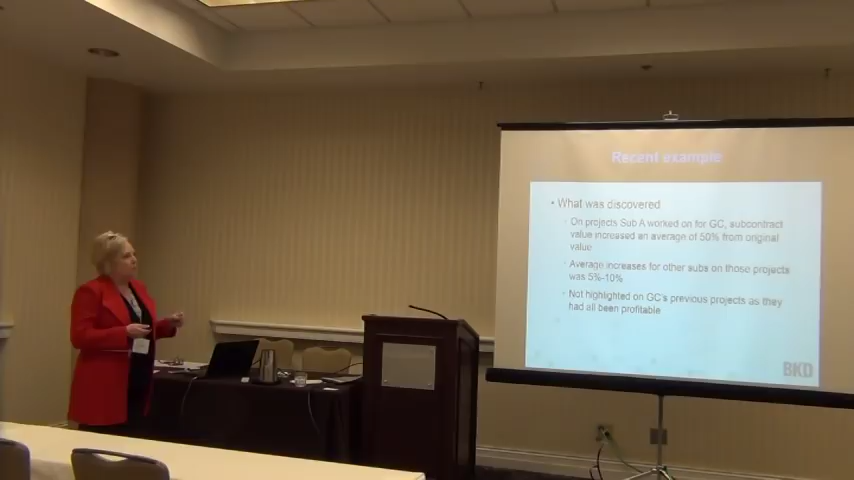 Recent example
• What was discovered
· On projects Sub A worked on for GC, subcontract
value increased an average of 50% from original
value
· Average increases for other subs on those projects
was 5%-10%
· Not highlighted on GC's previous projects as they
had all been profitable
BKD